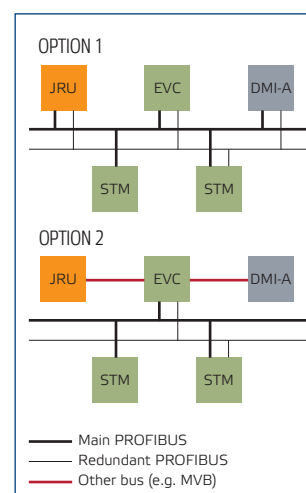 OPTION 1
JRU EVC DMI-A
STM STM
OPTION 2
JRU EVC DMI-A
STM STM
Main PROFIBUS
Redundant PROFIBUS
Other bus (e.g. MVB)